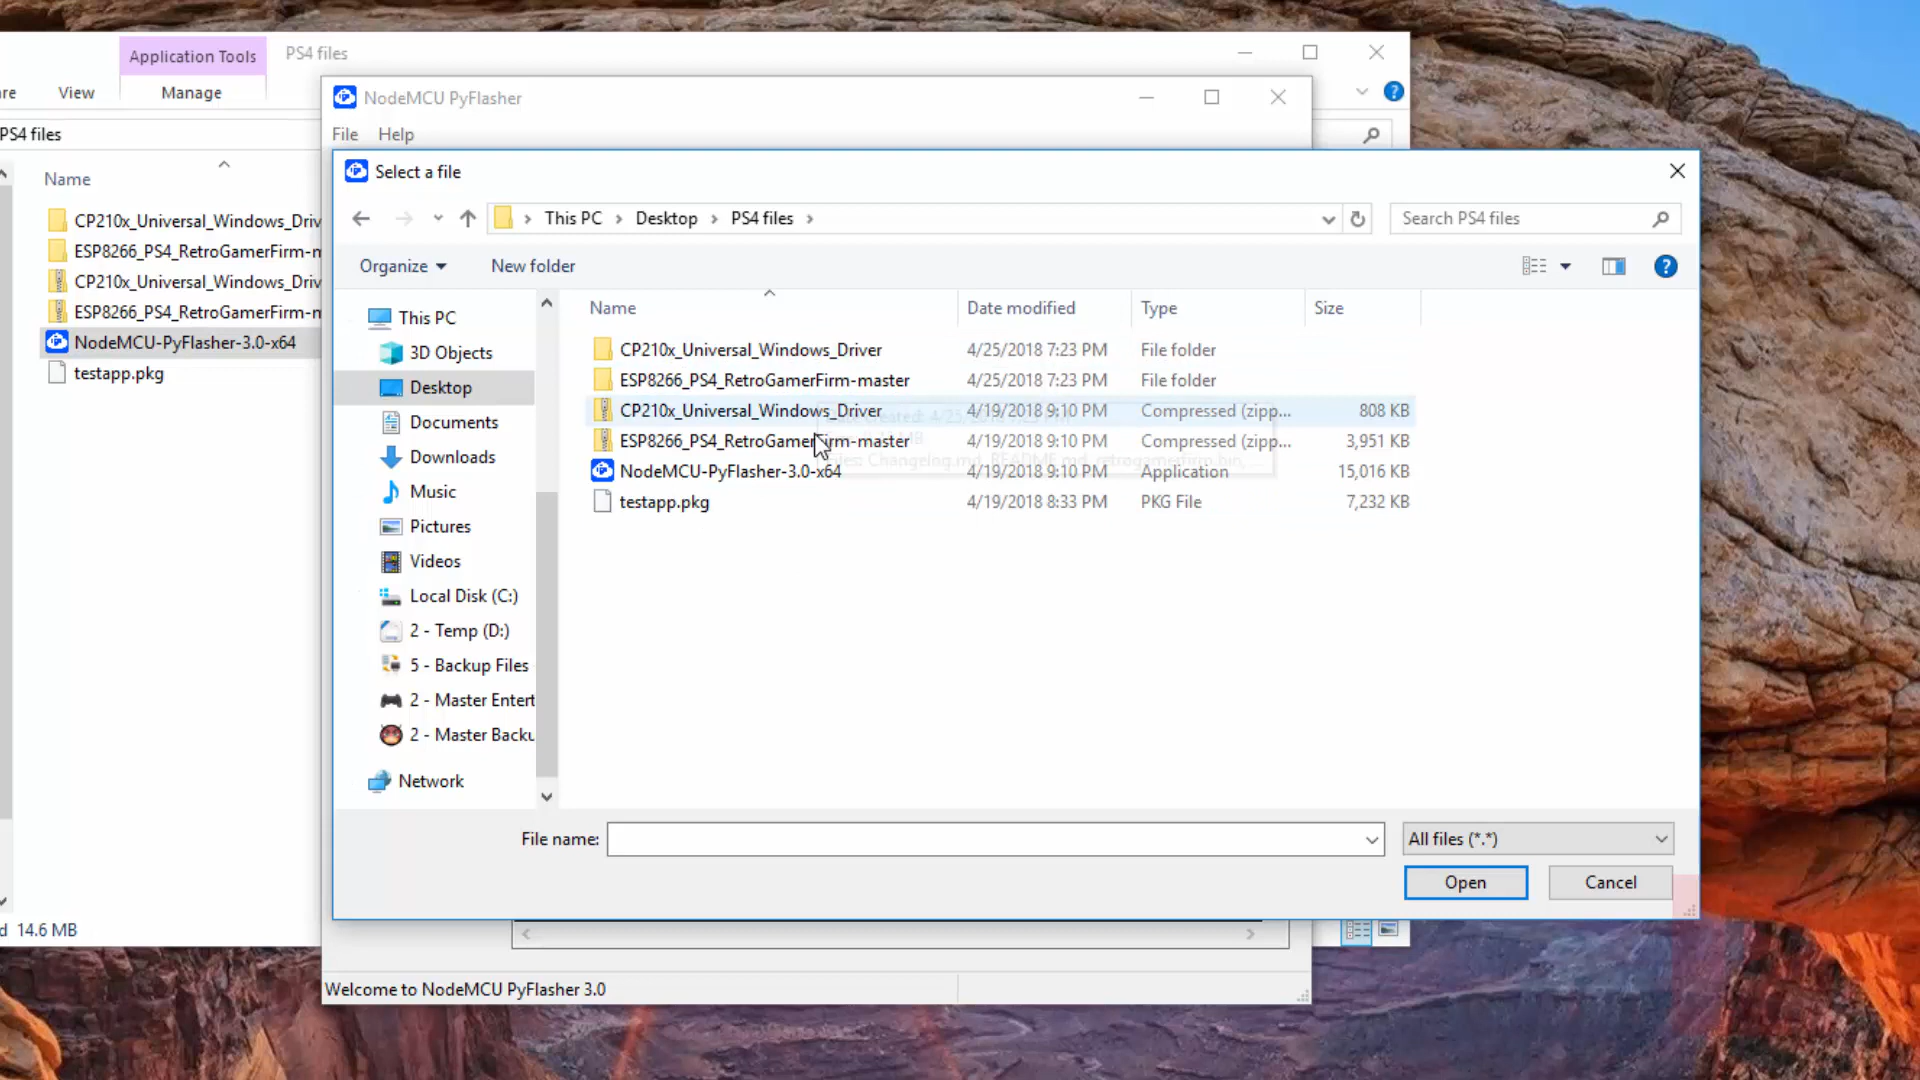 Application Tools PS4 files
re View Manage
PS4 files
Name
CP210x_Universal_Windows_Driv
ESP8266_PS4_RetroGamerFirm-n
CP210x_Universal_Windows_Driv
ESP8266_PS4_RetroGamerFirm-n
NodeMCU-PyFlasher-3.0-x64
testapp.pkg
d 14.6 MB
NodeMCU PyFlasher
File Help
Select a file
This PC Desktop PS4 files
Search PS4 files
Organize New folder
This PC
3D Objects
Desktop
Documents
Downloads
Music
Pictures
Videos
Local Disk (C:)
2 - Temp (D:)
5 - Backup Files
2 - Master Entert
2 - Master Backu
Network
Name Date modified Type Size
CP210x_Universal_Windows_Driver 4/25/2018 7:23 PM File folder
ESP8266_PS4_RetroGamerFirm-master 4/25/2018 7:23 PM File folder
CP210x_Universal_Windows_Driver 4/19/2018 9:10 PM Compressed (zipp... 808 KB
ESP8266_PS4_RetroGamerFirm-master 4/19/2018 9:10 PM Compressed (zipp... 3,951 KB
NodeMCU-PyFlasher-3.0-x64 4/19/2018 9:10 PM Application 15,016 KB
testapp.pkg 4/19/2018 8:33 PM PKG File 7,232 KB
File name: All files (*.*)
Open Cancel
Welcome to NodeMCU PyFlasher 3.0